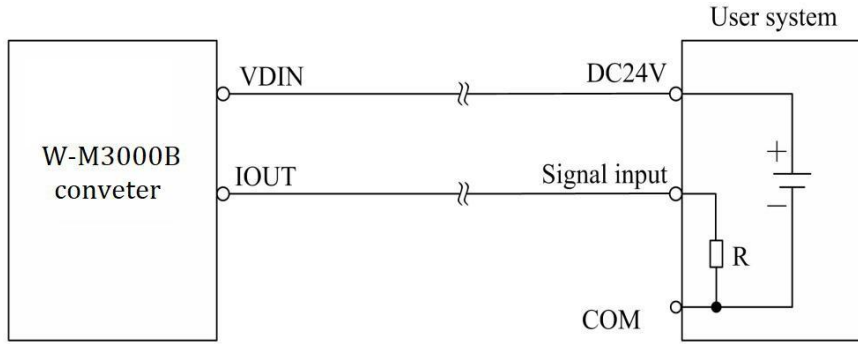 User system
VDIN
DC24V
W-M3000B
conveter
IOUT
Signal input
+
−
R
COM